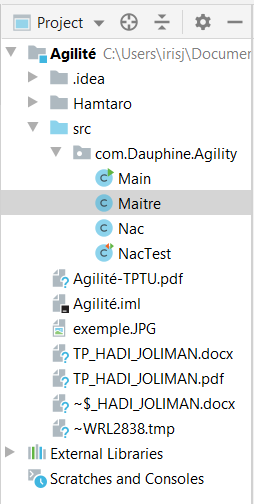 Project
Agilité C:\Users\irisj\Documen
.idea
Hamtaro
src
com.Dauphine.Agility
Main
Maitre
Nac
NacTest
Agilité-TPTU.pdf
Agilité.iml
exemple.JPG
TP_HADI_JOLIMAN.docx
TP_HADI_JOLIMAN.pdf
~$_HADI_JOLIMAN.docx
~WRL2838.tmp
External Libraries
Scratches and Consoles